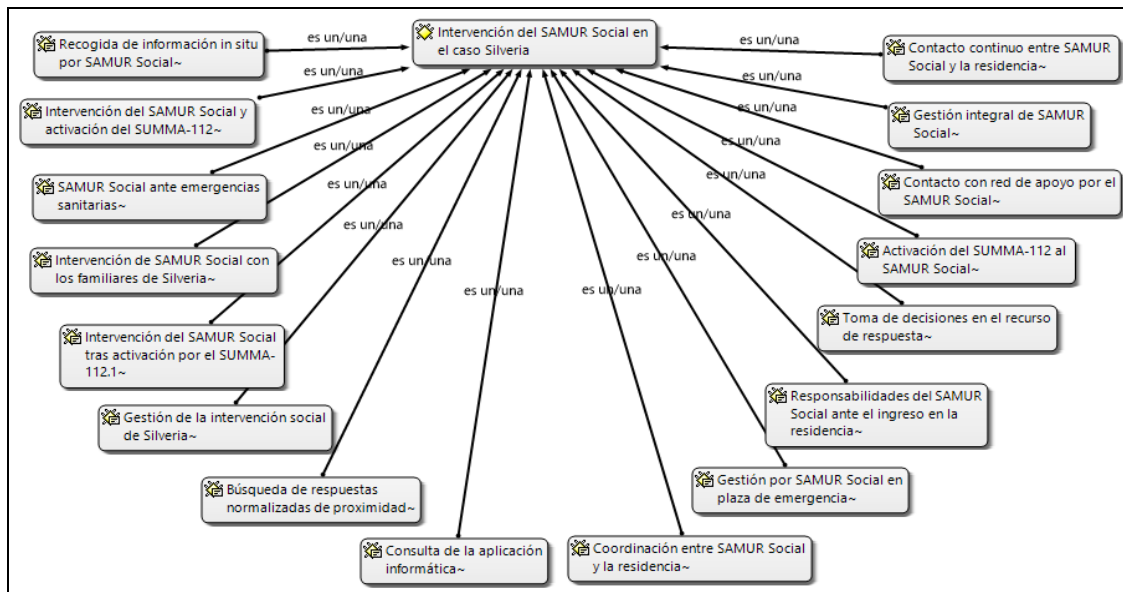 Intervención del SAMUR Social en
el caso Silveria
Recogida de información in situ
por SAMUR Social~
es un/una
Intervención del SAMUR Social y
activación del SUMMA-112~
es un/una
SAMUR Social ante emergencias
sanitarias~
es un/una
Intervención de SAMUR Social con
los familiares de Silveria~
es un/una
Intervención del SAMUR Social
tras activación por el SUMMA-
112.1~
es un/una
Gestión de la intervención social
de Silveria~
es un/una
Búsqueda de respuestas
normalizadas de proximidad~
es un/una
Consulta de la aplicación
informática~
es un/una
Coordinación entre SAMUR Social
y la residencia~
es un/una
Gestión por SAMUR Social en
plaza de emergencia~
es un/una
Responsabilidades del SAMUR
Social ante el ingreso en la
residencia~
es un/una
Toma de decisiones en el recurso
de respuesta~
es un/una
Activación del SUMMA-112 al
SAMUR Social~
es un/una
Contacto con red de apoyo por el
SAMUR Social~
es un/una
Gestión integral de SAMUR
Social~
es un/una
Contacto continuo entre SAMUR
Social y la residencia~
es un/una